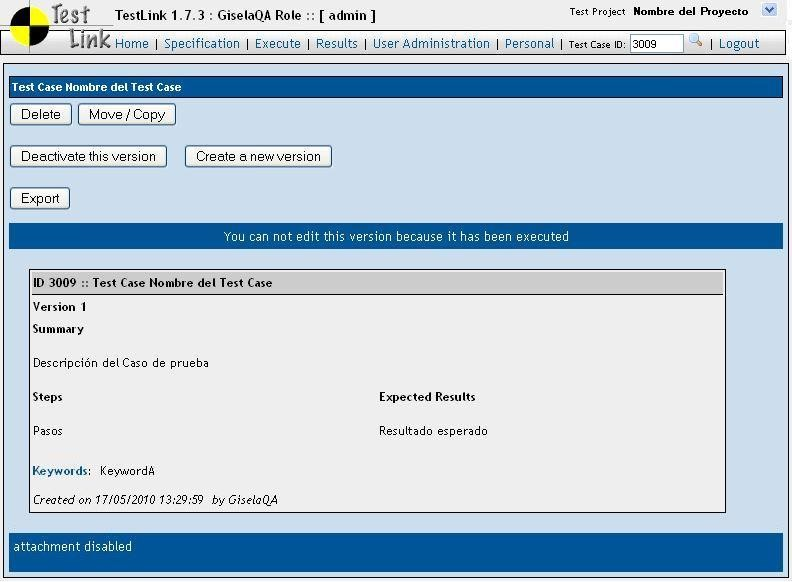 Test Link
TestLink 1.7.3 : GiselaQA Role :: [ admin ]
Test Project Nombre del Proyecto
Home | Specification | Execute | Results | User Administration | Personal | Test Case ID: 3009 | Logout
Test Case Nombre del Test Case
Delete Move / Copy
Deactivate this version Create a new version
Export
You can not edit this version because it has been executed
ID 3009 :: Test Case Nombre del Test Case
Version 1
Summary
Descripción del Caso de prueba
Steps Expected Results
Pasos Resultado esperado
Keywords: KeywordA
Created on 17/05/2010 13:29:59 by GiselaQA
attachment disabled